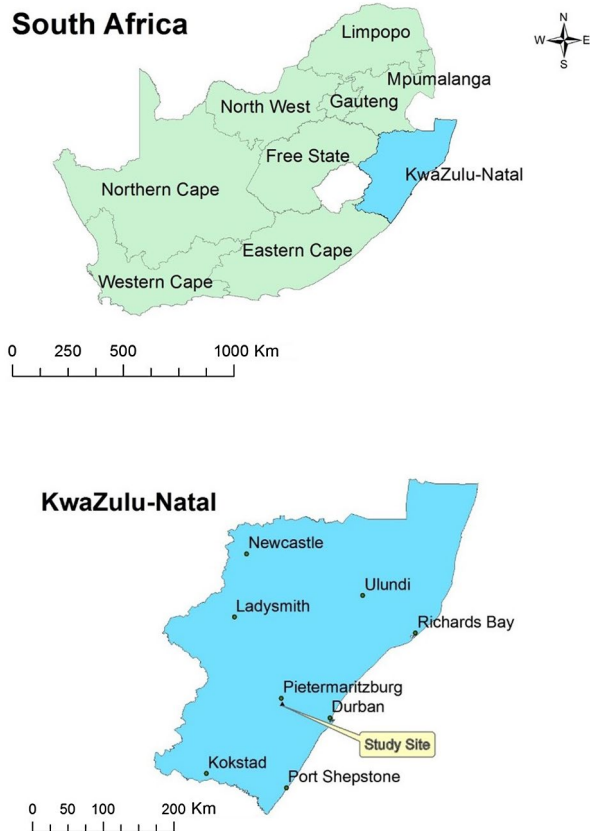 South Africa
N
W E
S
Limpopo
Mpumalanga
North West
Gauteng
Free State
KwaZulu-Natal
Northern Cape
Eastern Cape
Western Cape
0 250 500 1000 Km
KwaZulu-Natal
Newcastle
Ulundi
Ladysmith
Richards Bay
Pietermaritzburg
Durban
Study Site
Kokstad
Port Shepstone
0 50 100 200 Km